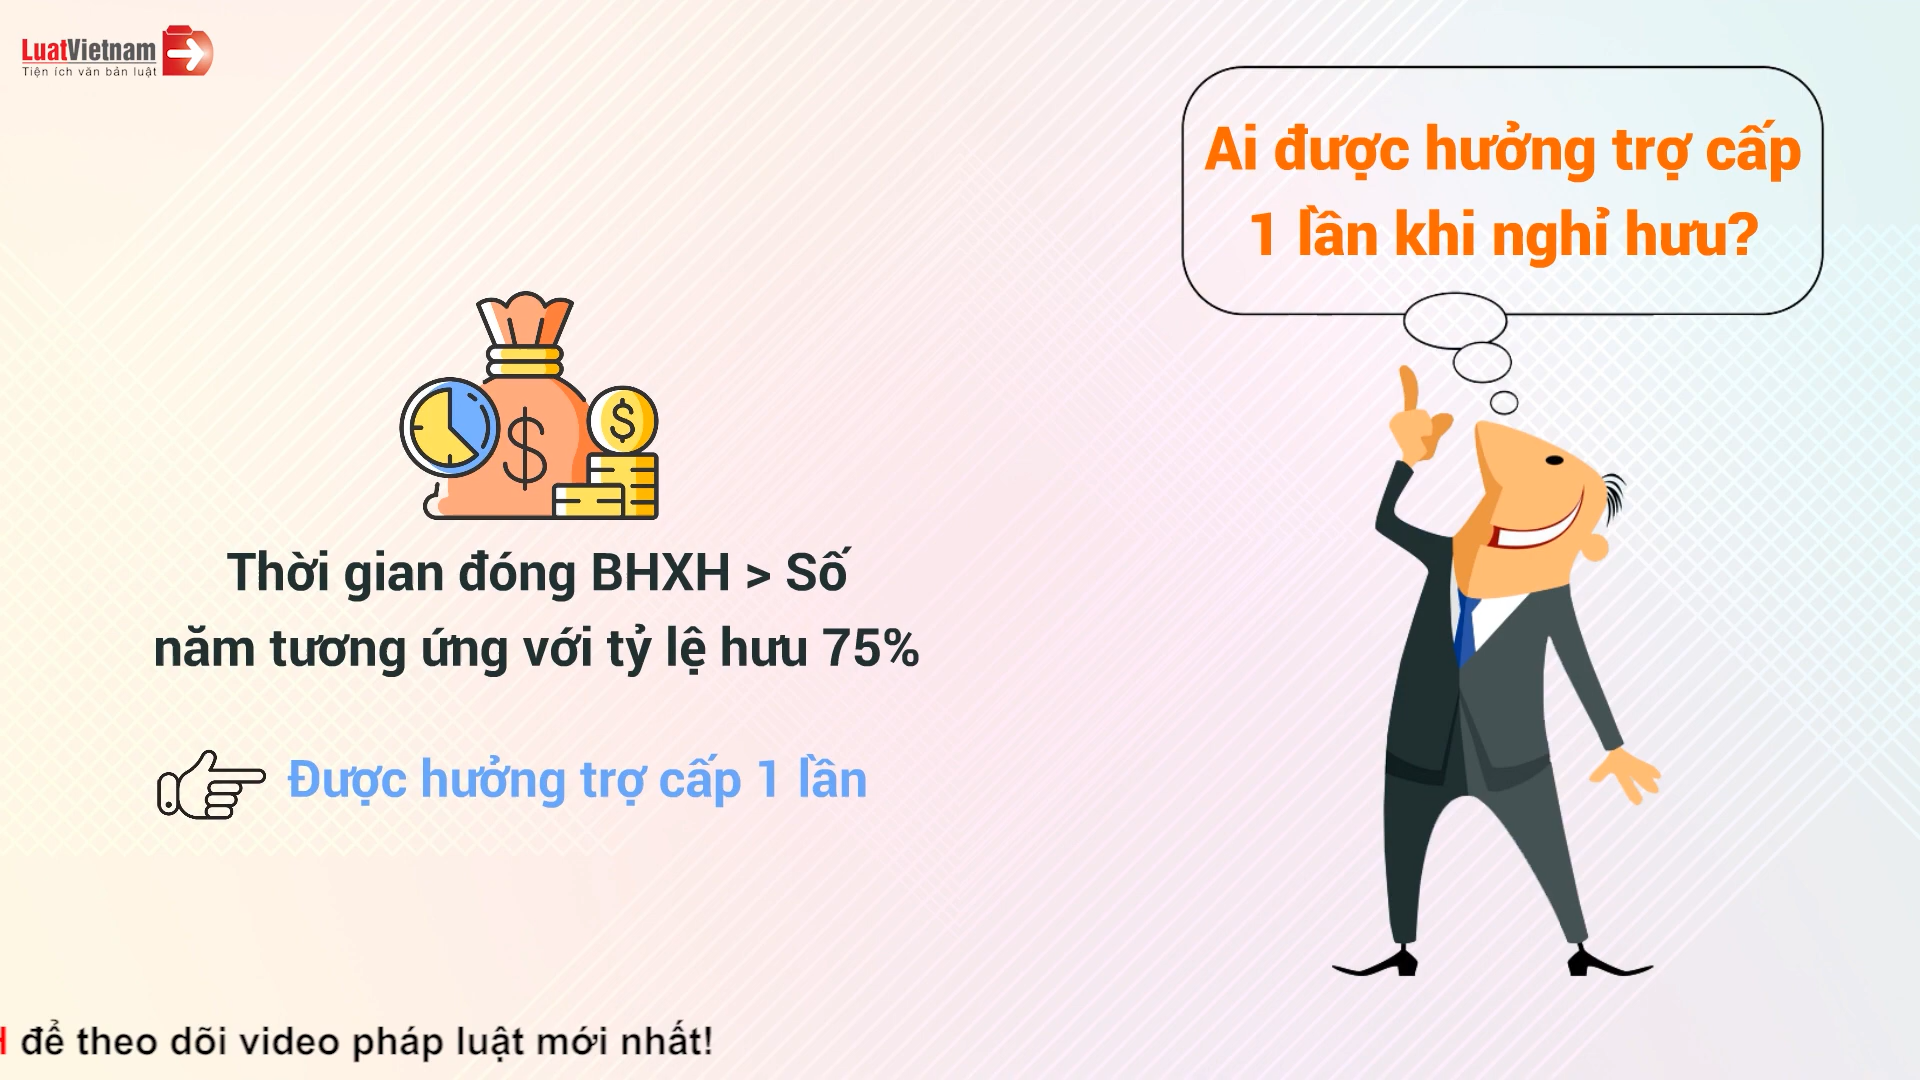 LuatVietnam
Tiện ích văn bản luật
Ai được hưởng trợ cấp
1 lần khi nghỉ hưu?
$
$
Thời gian đóng BHXH > Số
năm tương ứng với tỷ lệ hưu 75%
Được hưởng trợ cấp 1 lần
để theo dõi video pháp luật mới nhất!